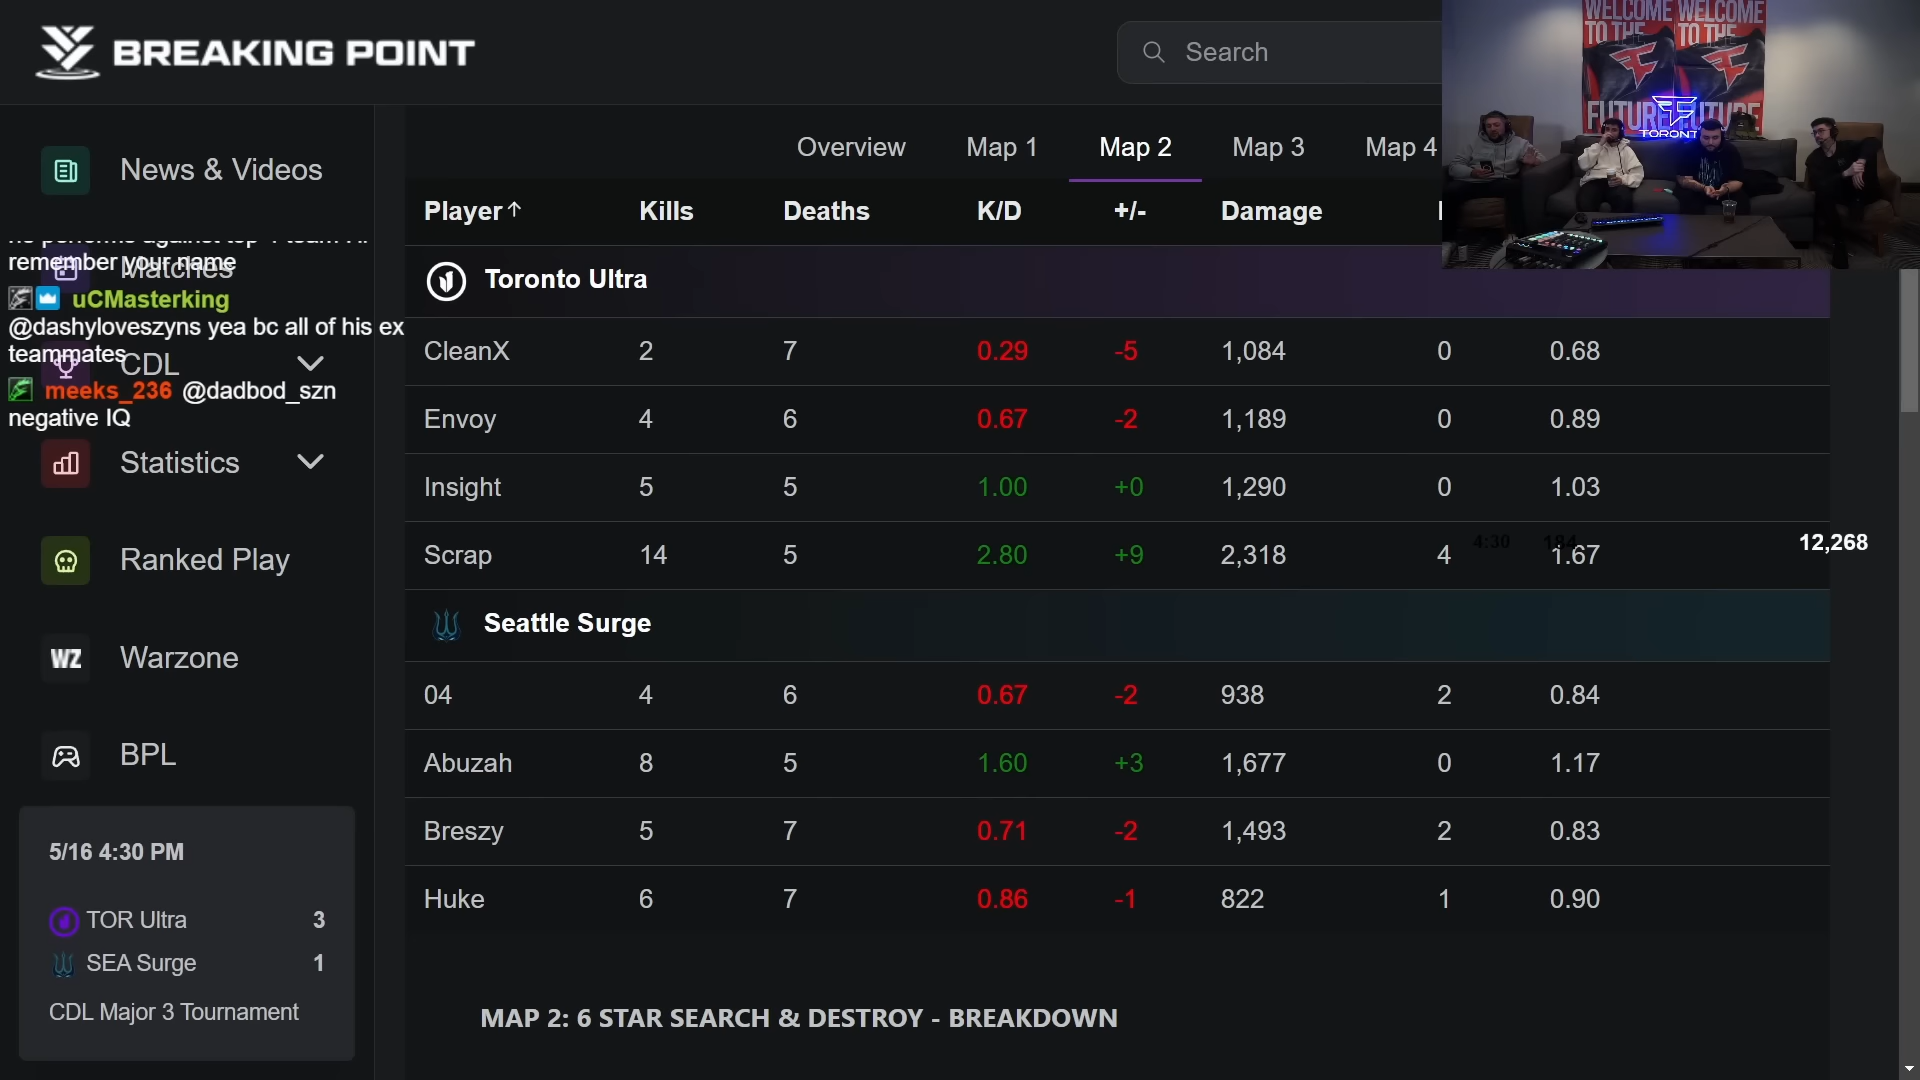 BREAKING POINT
Search
WELCOME WELCOME
TO THE TO THE
FUTURE FUTURE
TORONT
News & Videos
Matches
remember your name
uCMasterking
@dashyloveszyns yea bc all of his ex
teammates
CDL
meeks_236 @dadbod_szn
negative IQ
Statistics
Ranked Play
WZ Warzone
BPL
5/16 4:30 PM
TOR Ultra 3
SEA Surge 1
CDL Major 3 Tournament
Overview Map 1 Map 2 Map 3 Map 4
Player↑ Kills Deaths K/D +/- Damage
Toronto Ultra
CleanX 2 7 0.29 -5 1,084 0 0.68
Envoy 4 6 0.67 -2 1,189 0 0.89
Insight 5 5 1.00 +0 1,290 0 1.03
Scrap 14 5 2.80 +9 2,318 4 1.67
4:30 184 12,268
Seattle Surge
04 4 6 0.67 -2 938 2 0.84
Abuzah 8 5 1.60 +3 1,677 0 1.17
Breszy 5 7 0.71 -2 1,493 2 0.83
Huke 6 7 0.86 -1 822 1 0.90
MAP 2: 6 STAR SEARCH & DESTROY - BREAKDOWN